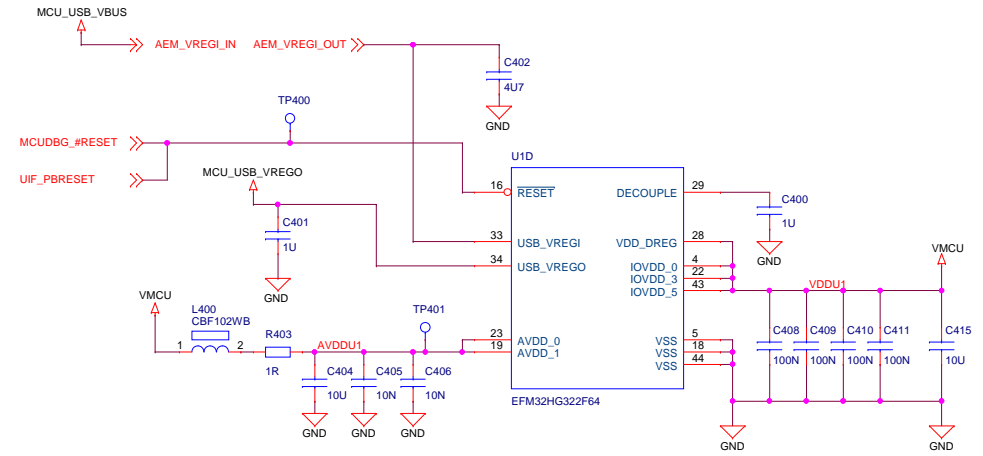 MCU_USB_VBUS
AEM_VREGI_IN
AEM_VREGI_OUT
C402
4U7
GND
TP400
MCUDBG_#RESET
UIF_PBRESET
MCU_USB_VREGO
C401
1U
GND
U1D
16
RESET
33
USB_VREGI
34
USB_VREGO
23
AVDD_0
19
AVDD_1
DECOUPLE
29
VDD_DREG
28
IOVDD_0
4
IOVDD_3
22
IOVDD_5
43
VSS
5
VSS
18
VSS
44
EFM32HG322F64
C400
1U
GND
VMCU
VDDU1
C408
100N
C409
100N
C410
100N
C411
100N
C415
10U
GND
GND
VMCU
L400
CBF102WB
1
2
R403
1R
AVDDU1
TP401
C404
10U
C405
10N
C406
10N
GND
GND
GND